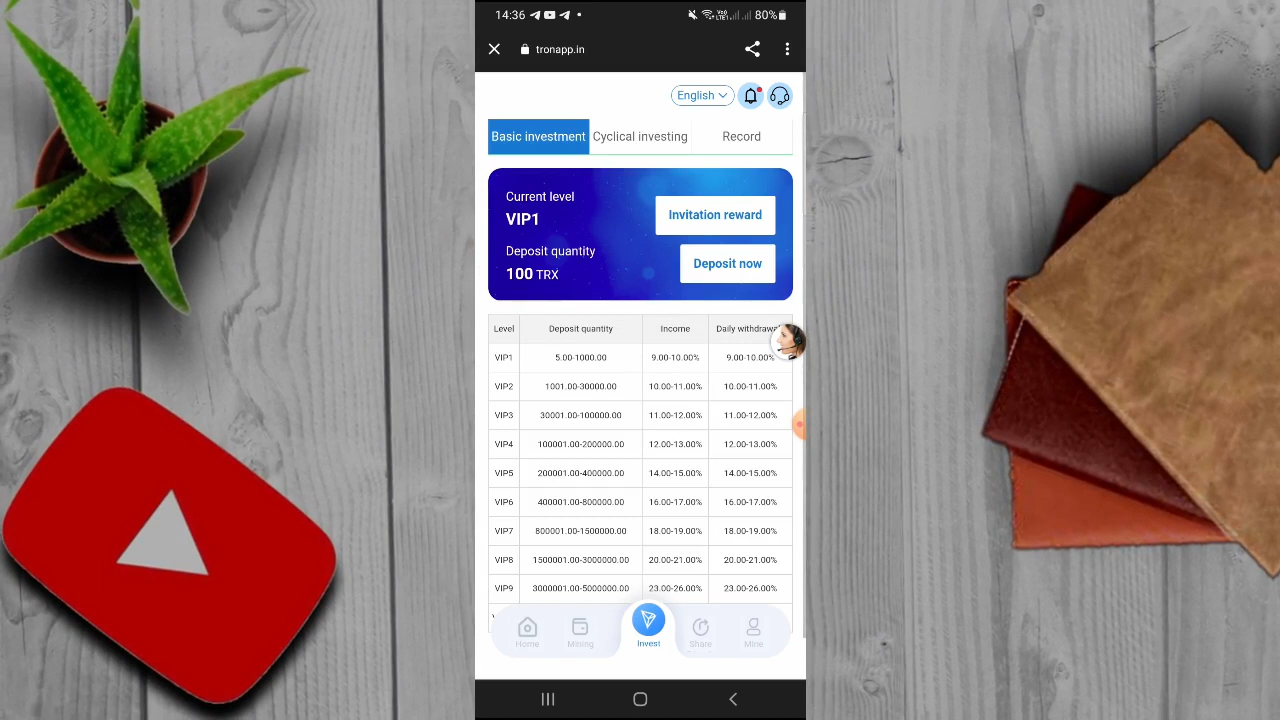 14:36
80%
tronapp.in
English
Basic investment Cyclical investing Record
Current level
VIP1
Invitation reward
Deposit quantity
100 TRX
Deposit now
Level Deposit quantity Income Daily
VIP1 5.00-1000.00 9.00-10.00% 9.00-10.00%
VIP2 1001.00-30000.00 10.00-11.00% 10.00-11.00%
VIP3 30001.00-100000.00 11.00-12.00% 11.00-12.00%
VIP4 100001.00-200000.00 12.00-13.00% 12.00-13.00%
VIP5 200001.00-400000.00 14.00-15.00% 14.00-15.00%
VIP6 400001.00-800000.00 16.00-17.00% 16.00-17.00%
VIP7 800001.00-1500000.00 18.00-19.00% 18.00-19.00%
VIP8 1500001.00-3000000.00 20.00-21.00% 20.00-21.00%
VIP9 3000001.00-5000000.00 23.00-26.00% 23.00-26.00%
Home Mining Invest Share Mine